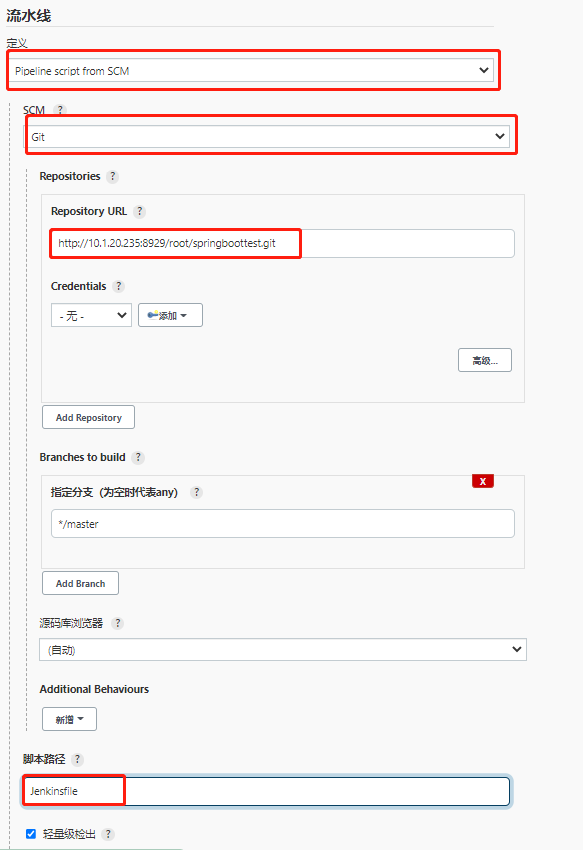 流水线
定义
Pipeline script from SCM
SCM ?
Git
Repositories ?
Repository URL ?
http://10.1.20.235:8929/root/springboottest.git
Credentials ?
- 无 - 添加
高级...
Add Repository
Branches to build ?
X
指定分支（为空时代表any） ?
*/master
Add Branch
源码库浏览器 ?
(自动)
Additional Behaviours
新增
脚本路径 ?
Jenkinsfile
轻量级检出 ?